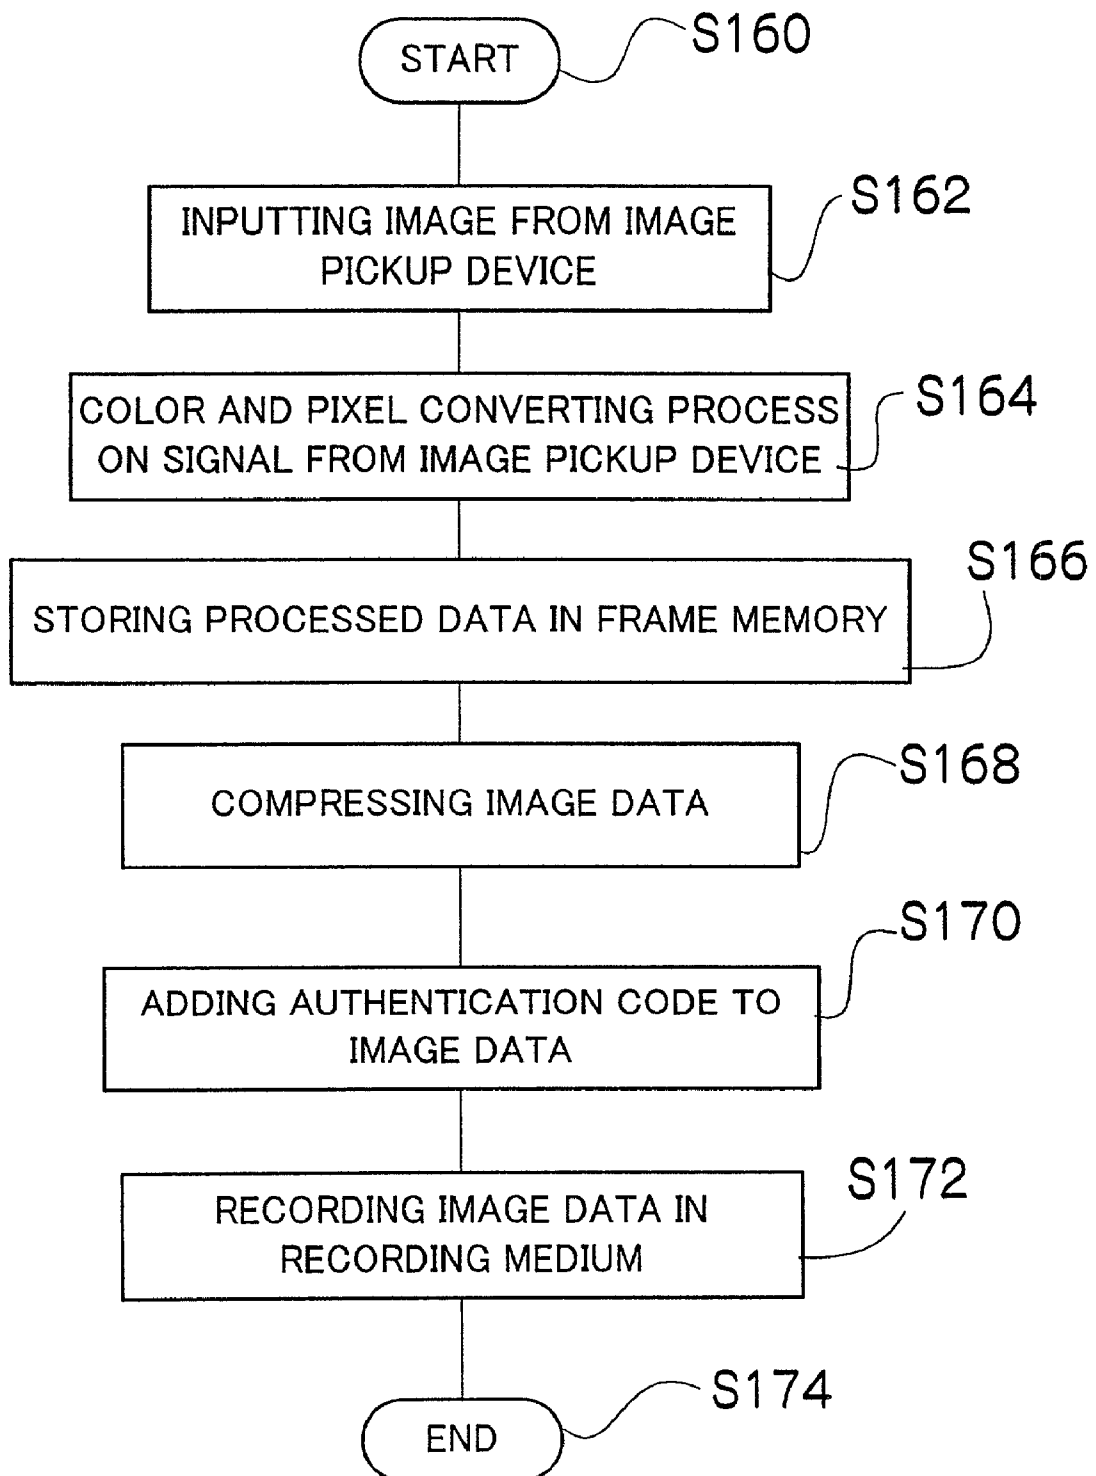 START
S160
INPUTTING IMAGE FROM IMAGE
PICKUP DEVICE
S162
COLOR AND PIXEL CONVERTING PROCESS
ON SIGNAL FROM IMAGE PICKUP DEVICE
S164
STORING PROCESSED DATA IN FRAME MEMORY
S166
COMPRESSING IMAGE DATA
S168
ADDING AUTHENTICATION CODE TO
IMAGE DATA
S170
RECORDING IMAGE DATA IN
RECORDING MEDIUM
S172
END
S174